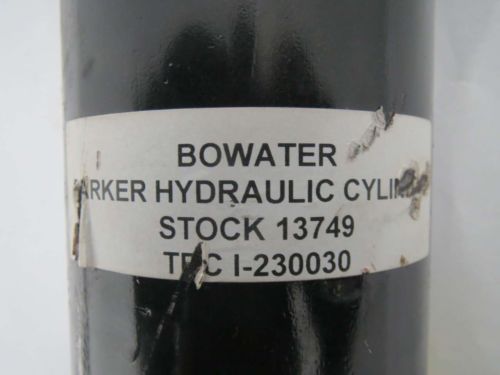 BOWATER
HYDRAULIC
STOCK 13749
I-230030